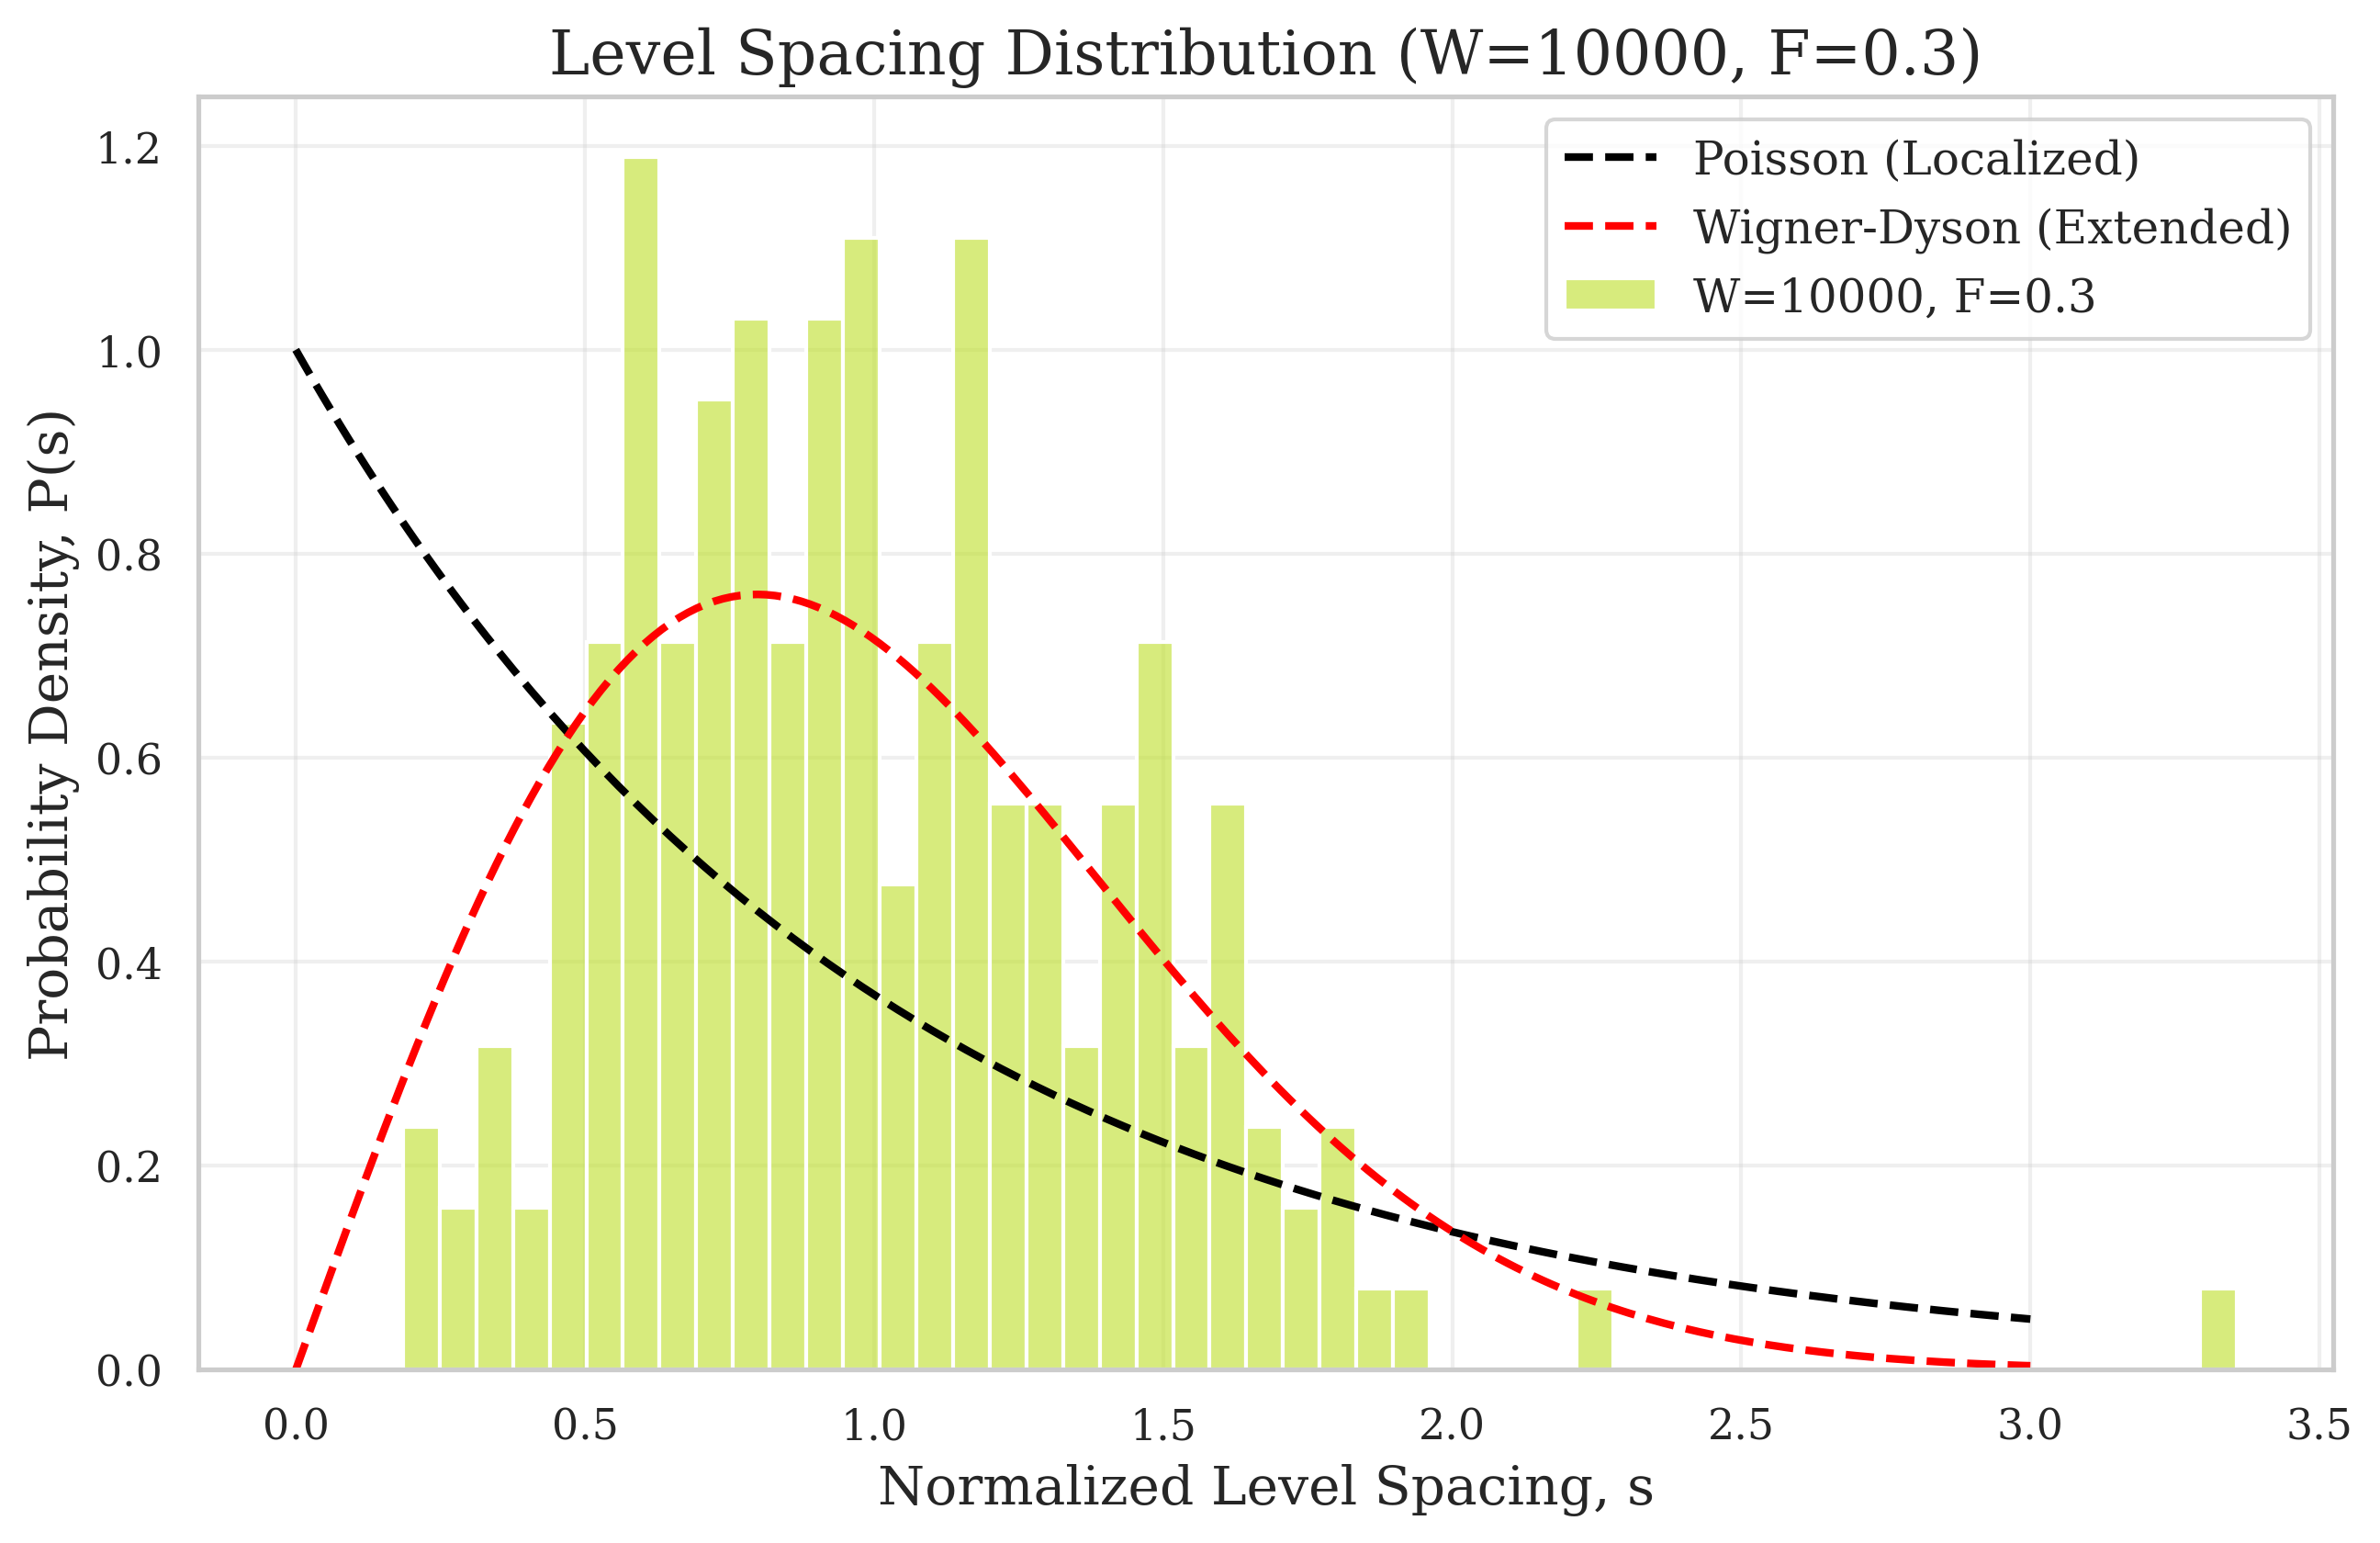 Level Spacing Distribution (W=10000, F=0.3)
Poisson (Localized)
Wigner-Dyson (Extended)
W=10000, F=0.3
Probability Density, P(s)
1.2
1.0
0.8
0.6
0.4
0.2
0.0
0.0 0.5 1.0 1.5 2.0 2.5 3.0 3.5
Normalized Level Spacing, s